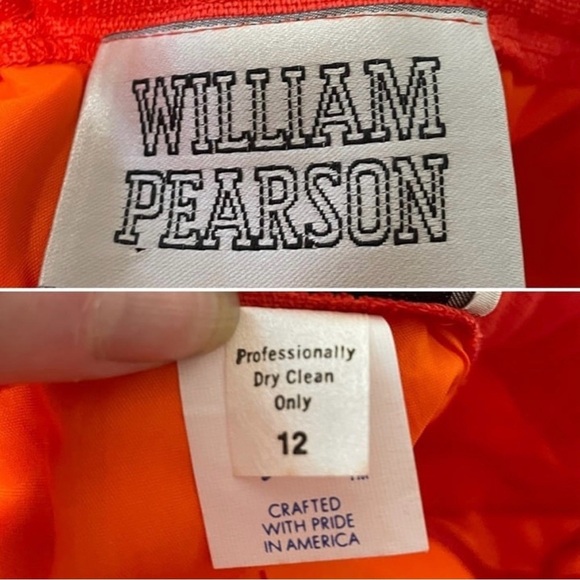 WILLIAM
PEARSON
Professionally
Dry Clean
Only
12
CRAFTED
WITH PRIDE
IN AMERICA